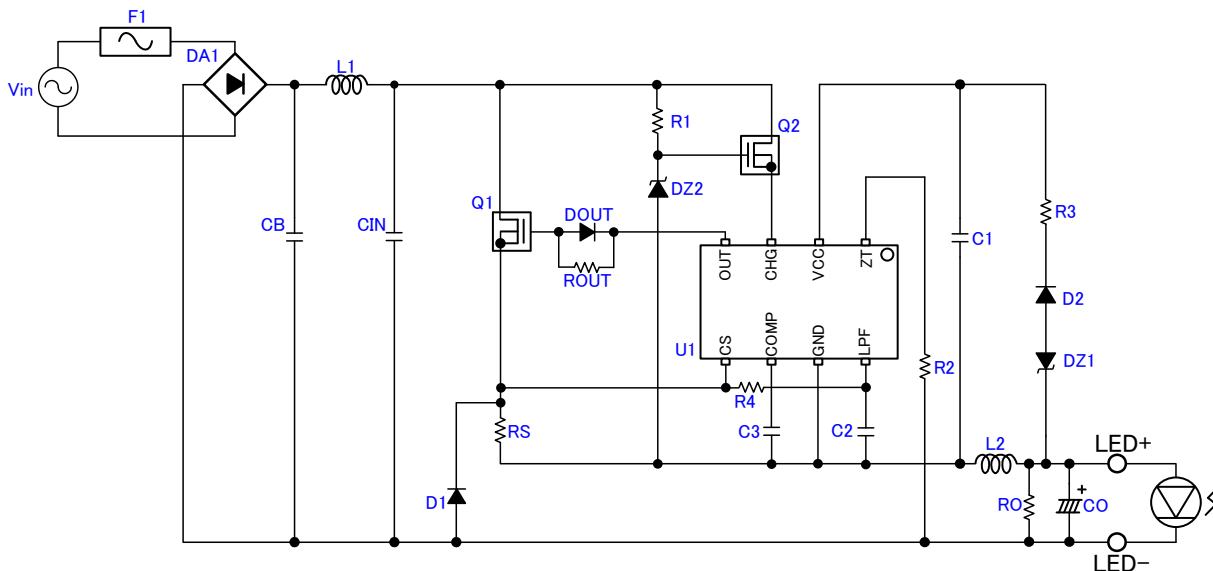 F1
DA1
Vin
L1
R1
Q2
DZ2
Q1
DOUT
ROUT
CB
CIN
C1
R3
OUT
CHG
VCC
ZT
D2
CS
COMP
GND
LPF
U1
DZ1
R2
R4
RS
C3
C2
L2
LED+
D1
RO
+
CO
LED-